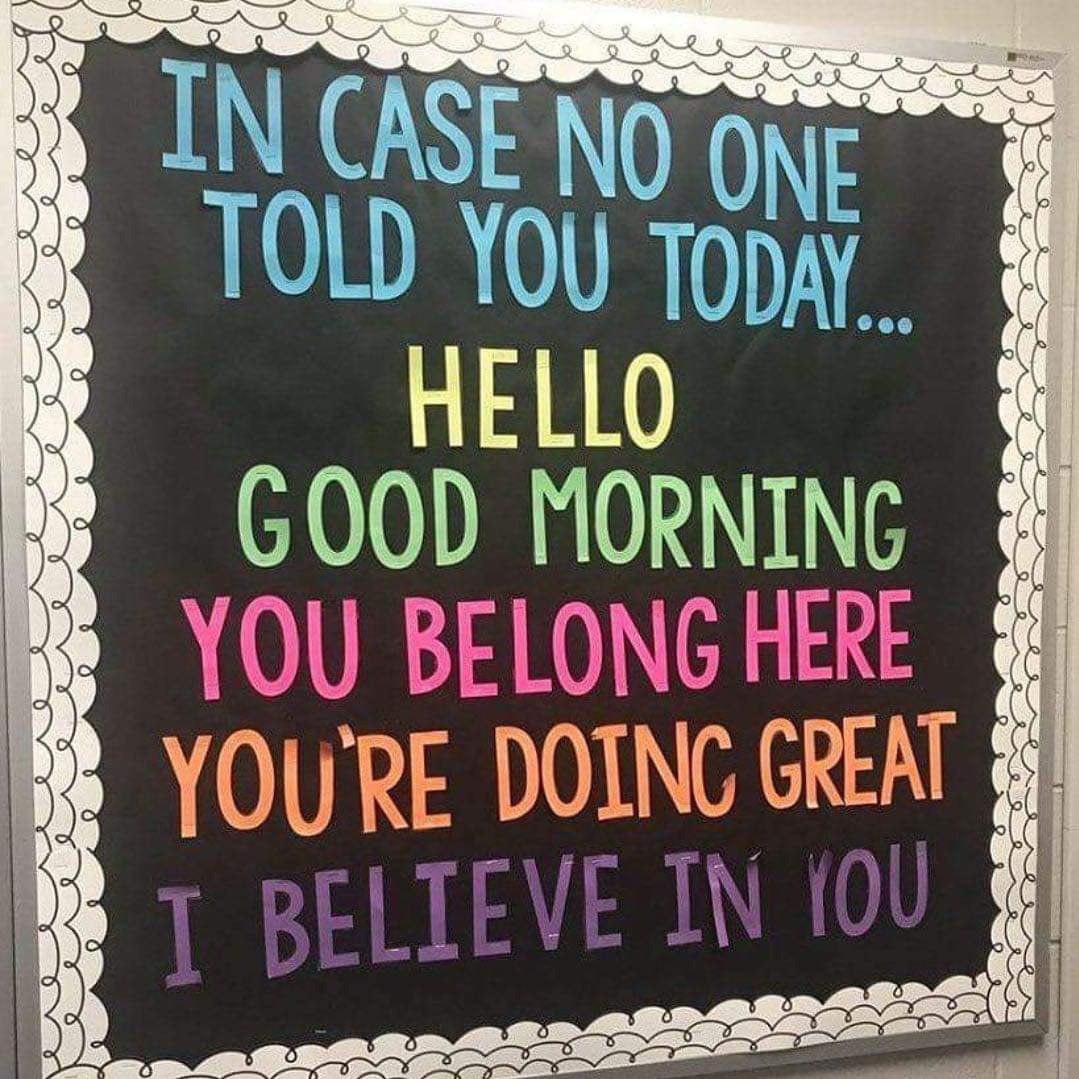 IN CASE NO ONE
TOLD YOU TODAY...
HELLO
GOOD MORNING
YOU BELONG HERE
YOU'RE DOING GREAT
I BELIEVE IN YOU